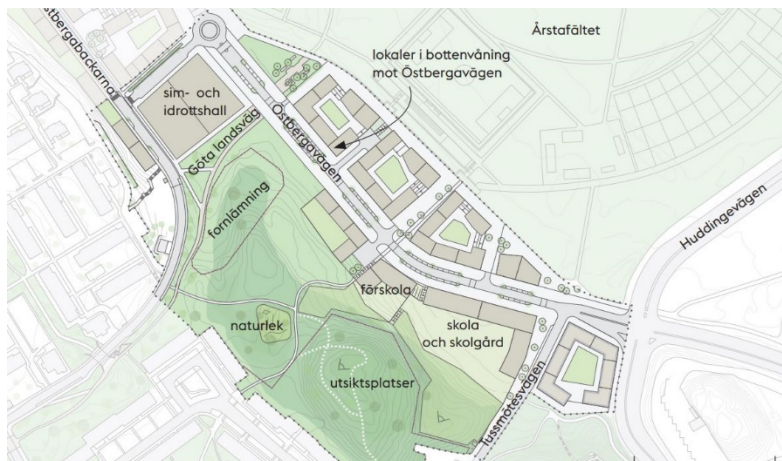 Östbergabackarna
sim- och
idrottshall
Göta landsväg
fornlämning
Östbergavägen
lokaler i bottenvåning
mot Östbergavägen
Årstafältet
Huddingevägen
förskola
naturlek
skola
och skolgård
utsiktsplatser
Tussmötesvägen